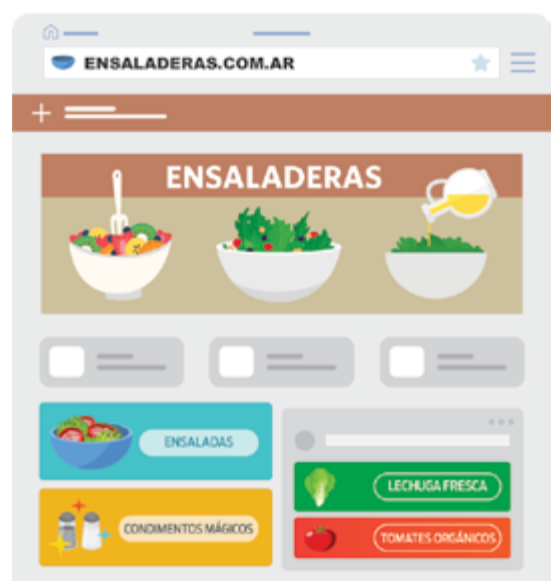 ENSALADERAS.COM.AR
ENSALADERAS
ENSALADAS
LECHUGA FRESCA
CONDIMENTOS MÁGICOS
TOMATES ORGÁNICOS